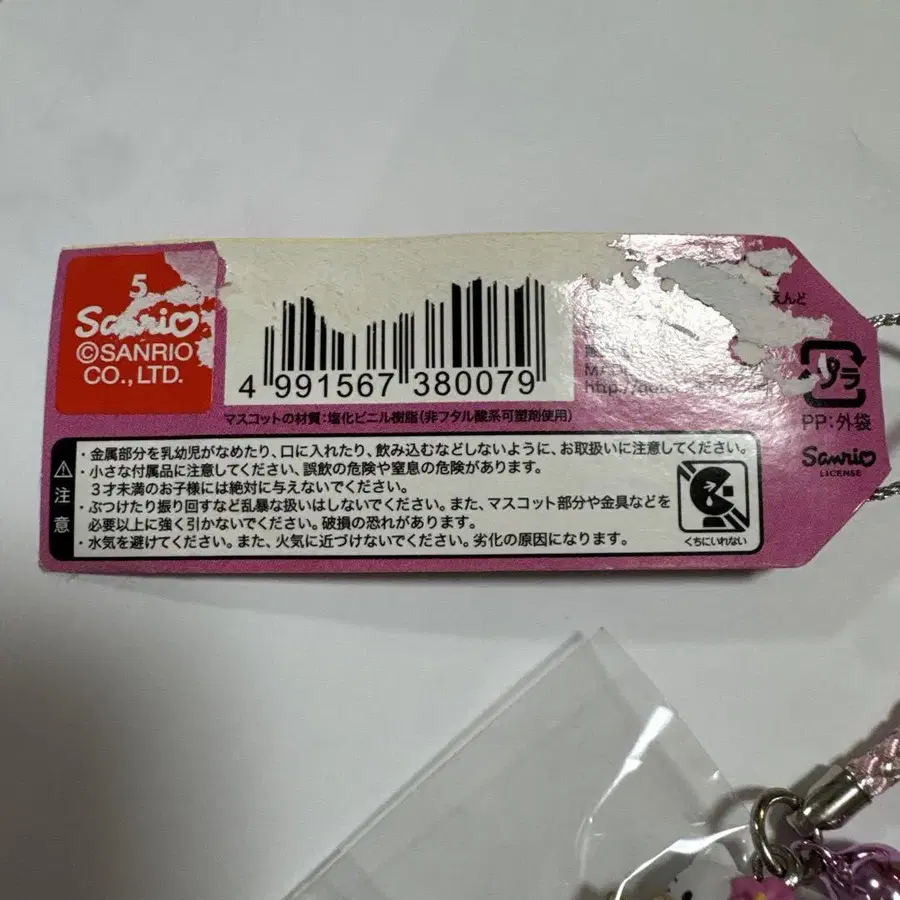 5
Sanrio
©SANRIO
CO., LTD.
4 991567 380079
えんど
プラ
PP:外袋
Sanrio
LICENSE
マスコットの材質:塩化ビニル樹脂(非フタル酸系可塑剤使用)
注意
・金属部分を乳幼児がなめたり、口に入れたり、飲み込むなどしないように、お取扱いに注意してください。
・小さな付属品に注意してください、誤飲の危険や窒息の危険があります。
3才未満のお子様には絶対に与えないでください。
・ぶつけたり振り回すなど乱暴な扱いはしないでください。また、マスコット部分や金具などを
必要以上に強く引かないでください。破損の恐れがあります。
・水気を避けてください。また、火気に近づけないでください。劣化の原因になります。
くちにいれない